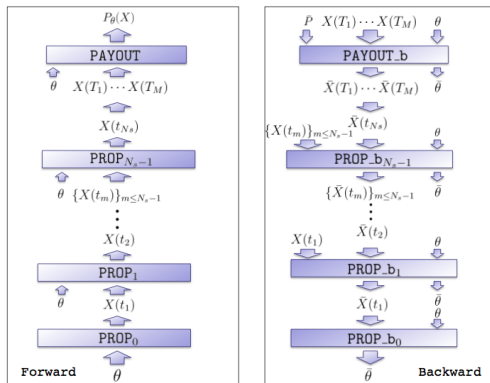 P_θ(X)
PAYOUT
θ X(T_1) ··· X(T_M)
X(t_{Ns})
PROP_{N_s−1}
θ {X(t_m)}_{m≤N_s−1}
X(t_2)
PROP_1
θ X(t_1)
PROP_0
Forward θ
P̄ X(T_1) ··· X(T_M) θ
PAYOUT_b
X̄(T_1) ··· X̄(T_M) θ̄
X̄(t_{Ns})
{X(t_m)}_{m≤N_s−1} θ
PROP_b_{N_s−1}
{X̄(t_m)}_{m≤N_s−1} θ̄
X̄(t_2)
X(t_1) θ
PROP_b_1
X̄(t_1) θ̄
θ
PROP_b_0
θ̄ Backward